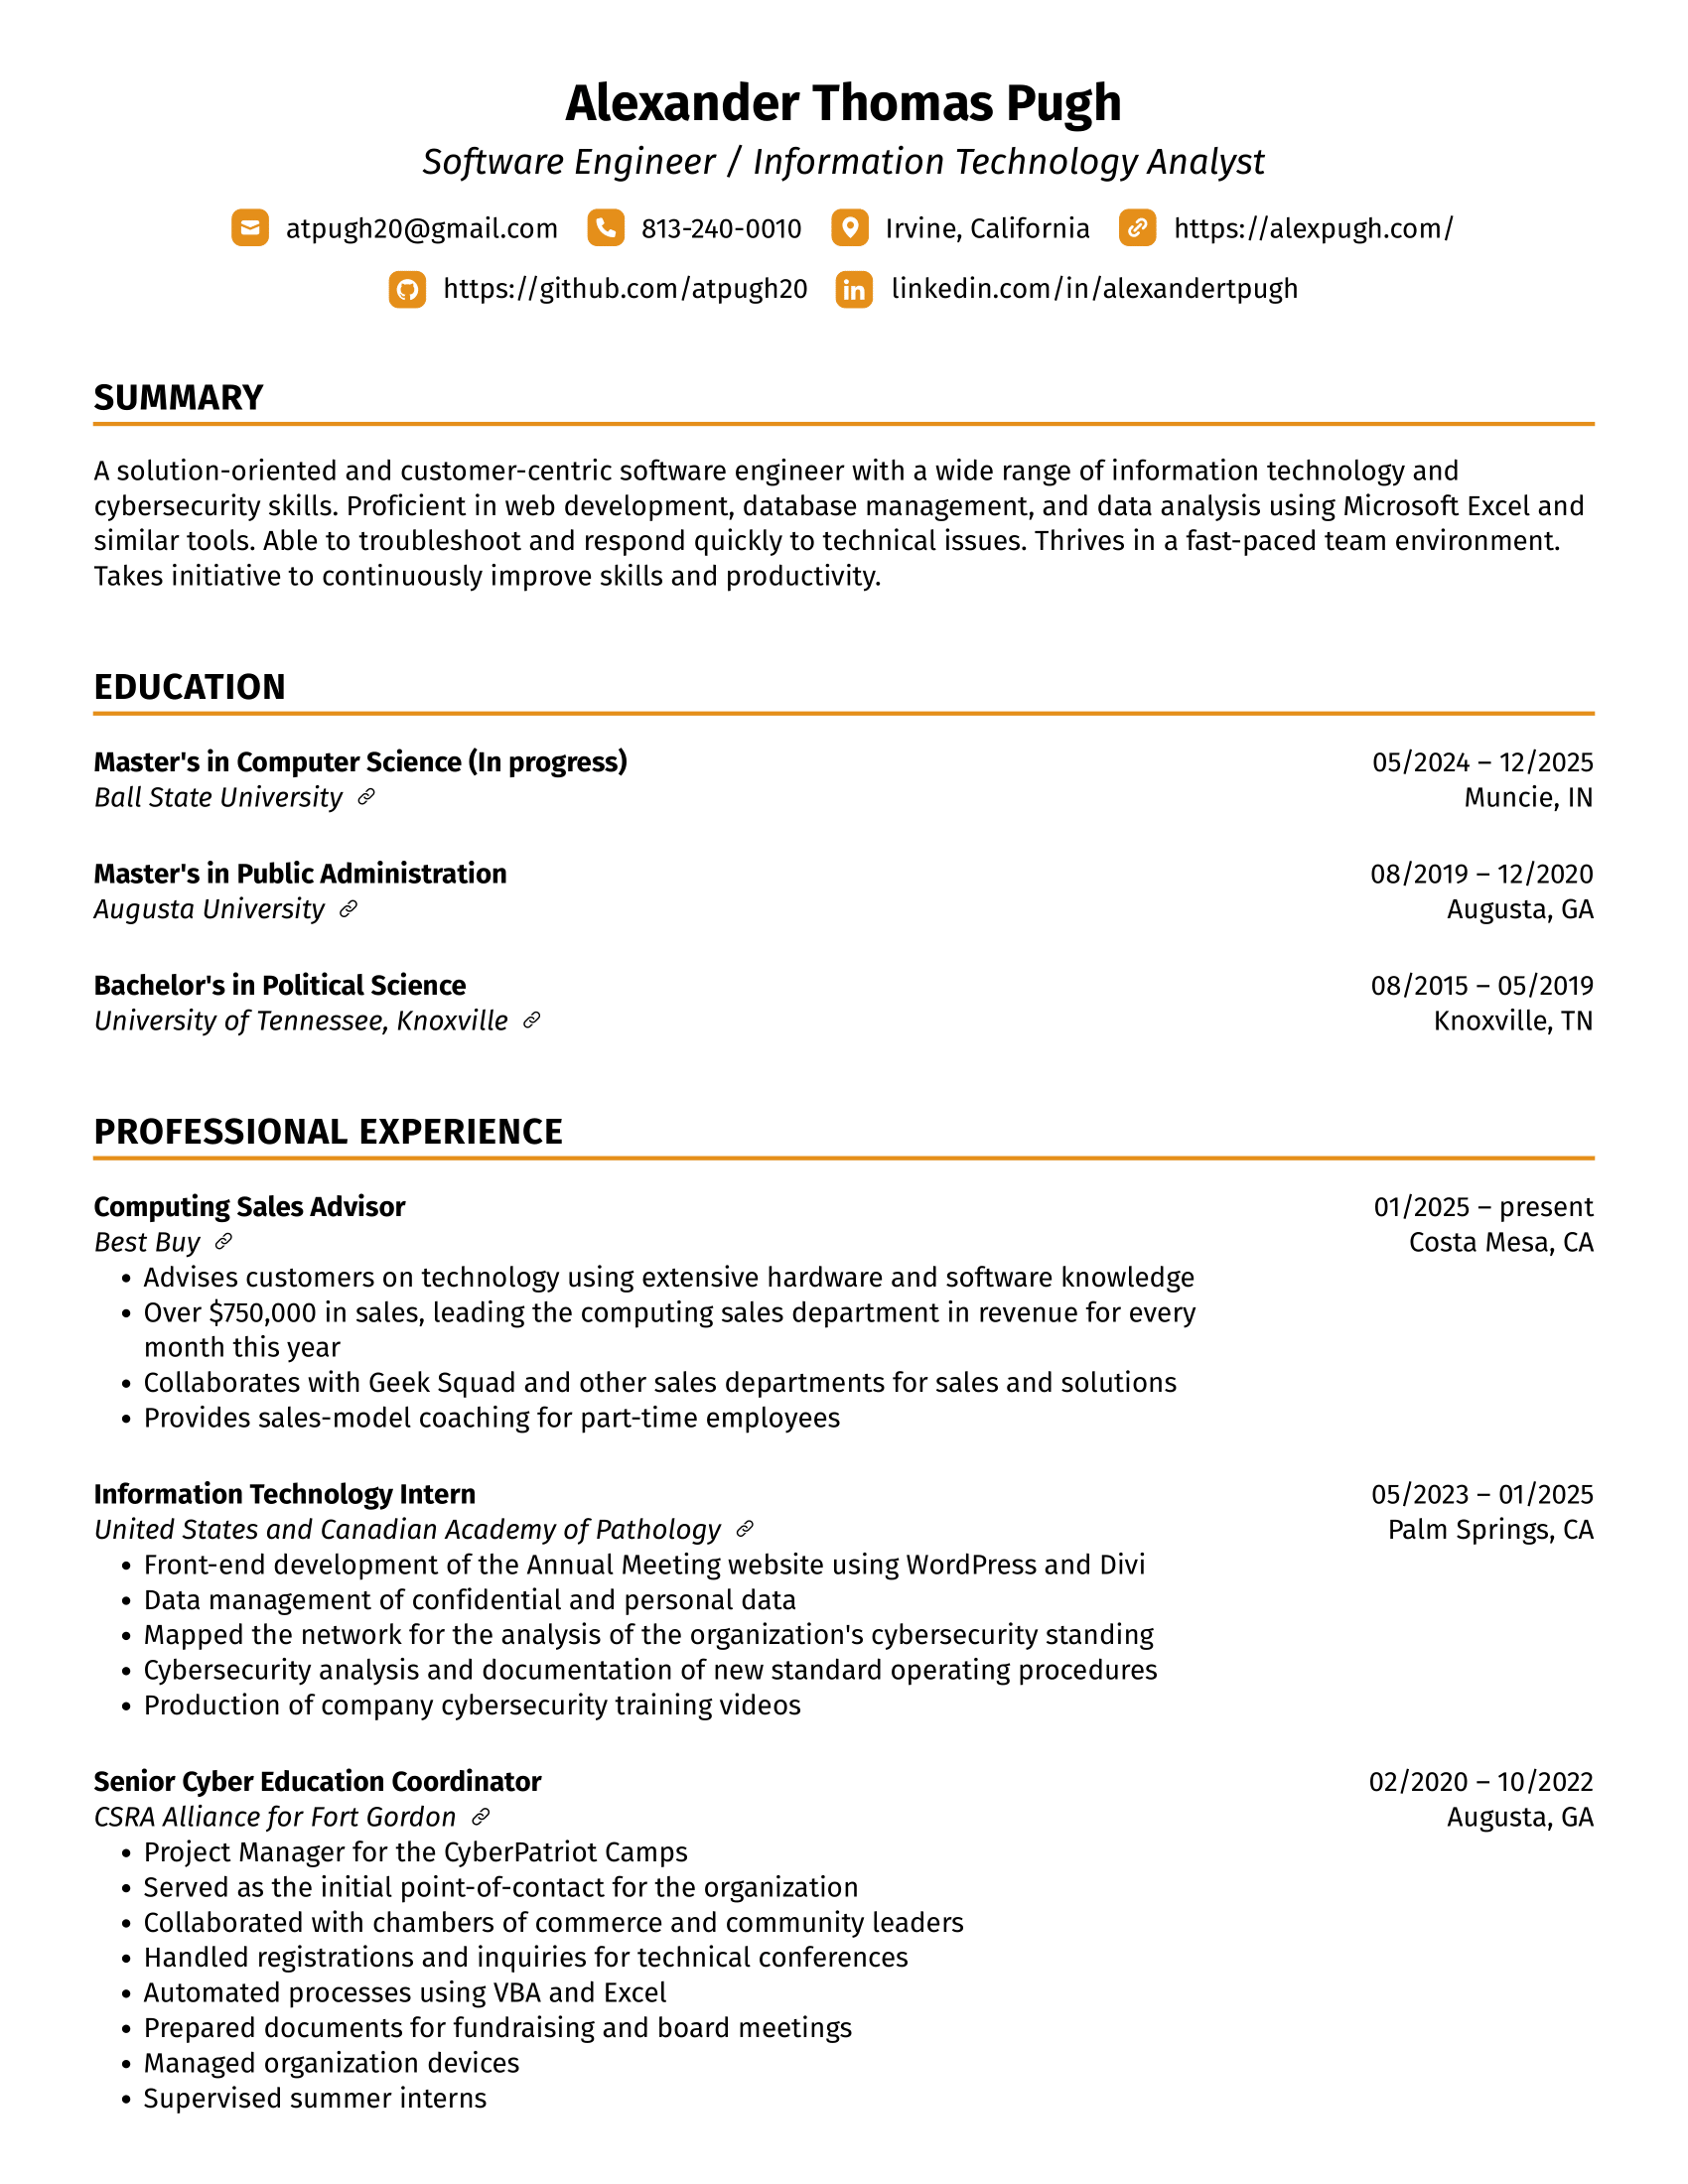 Alexander Thomas Pugh
Software Engineer / Information Technology Analyst
atpugh20@gmail.com 813-240-0010 Irvine, California https://alexpugh.com/
https://github.com/atpugh20 linkedin.com/in/alexandertpugh
SUMMARY
A solution-oriented and customer-centric software engineer with a wide range of information technology and
cybersecurity skills. Proficient in web development, database management, and data analysis using Microsoft Excel and
similar tools. Able to troubleshoot and respond quickly to technical issues. Thrives in a fast-paced team environment.
Takes initiative to continuously improve skills and productivity.
EDUCATION
Master's in Computer Science (In progress) 05/2024 – 12/2025
Ball State University Muncie, IN
Master's in Public Administration 08/2019 – 12/2020
Augusta University Augusta, GA
Bachelor's in Political Science 08/2015 – 05/2019
University of Tennessee, Knoxville Knoxville, TN
PROFESSIONAL EXPERIENCE
Computing Sales Advisor 01/2025 – present
Best Buy Costa Mesa, CA
• Advises customers on technology using extensive hardware and software knowledge
• Over $750,000 in sales, leading the computing sales department in revenue for every
month this year
• Collaborates with Geek Squad and other sales departments for sales and solutions
• Provides sales-model coaching for part-time employees
Information Technology Intern 05/2023 – 01/2025
United States and Canadian Academy of Pathology Palm Springs, CA
• Front-end development of the Annual Meeting website using WordPress and Divi
• Data management of confidential and personal data
• Mapped the network for the analysis of the organization's cybersecurity standing
• Cybersecurity analysis and documentation of new standard operating procedures
• Production of company cybersecurity training videos
Senior Cyber Education Coordinator 02/2020 – 10/2022
CSRA Alliance for Fort Gordon Augusta, GA
• Project Manager for the CyberPatriot Camps
• Served as the initial point-of-contact for the organization
• Collaborated with chambers of commerce and community leaders
• Handled registrations and inquiries for technical conferences
• Automated processes using VBA and Excel
• Prepared documents for fundraising and board meetings
• Managed organization devices
• Supervised summer interns